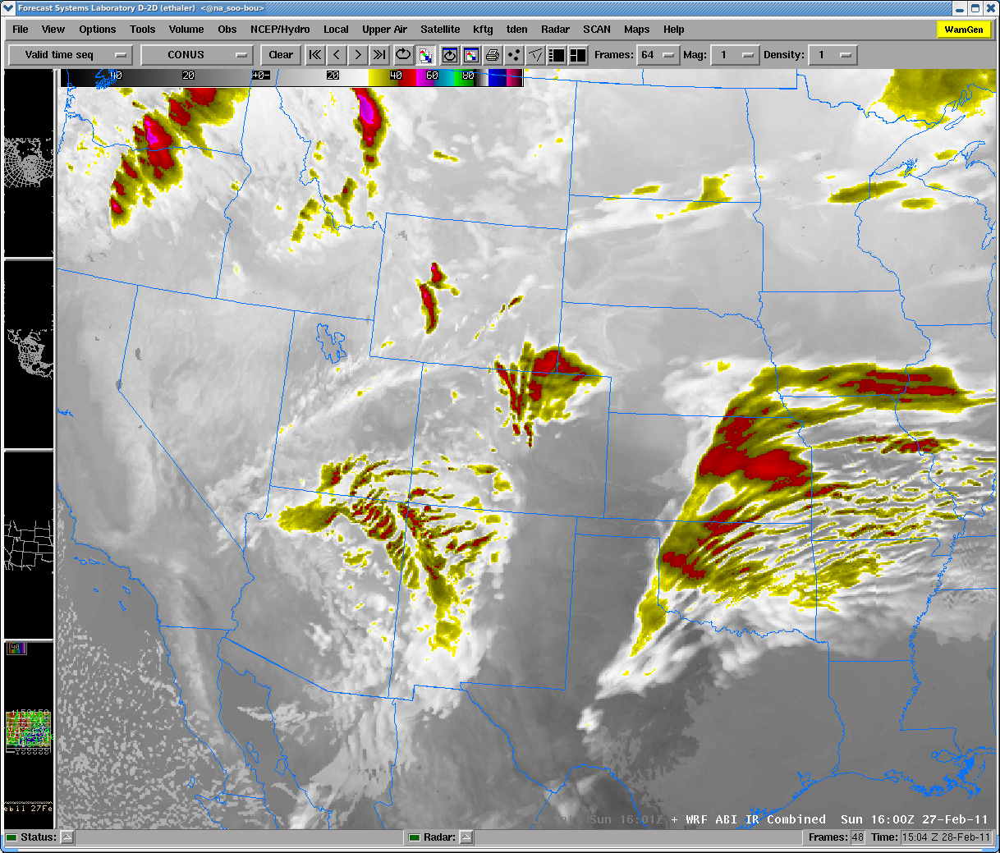 Forecast Systems Laboratory D-2D (ethaler) <@na_soo-bou>
File View Options Tools Volume Obs NCEP/Hydro Local Upper Air Satellite kftg tden Radar SCAN Maps Help WarnGen
Valid time seq CONUS Clear Frames: 64 Mag: 1 Density: 1
40 20 +0- 20 40 60 80
40
eb11 27Fe
Sun 16:01Z + WRF ABI IR Combined Sun 16:00Z 27-Feb-11
Status: Radar: Frames: 48 Time: 15:04 Z 28-Feb-11